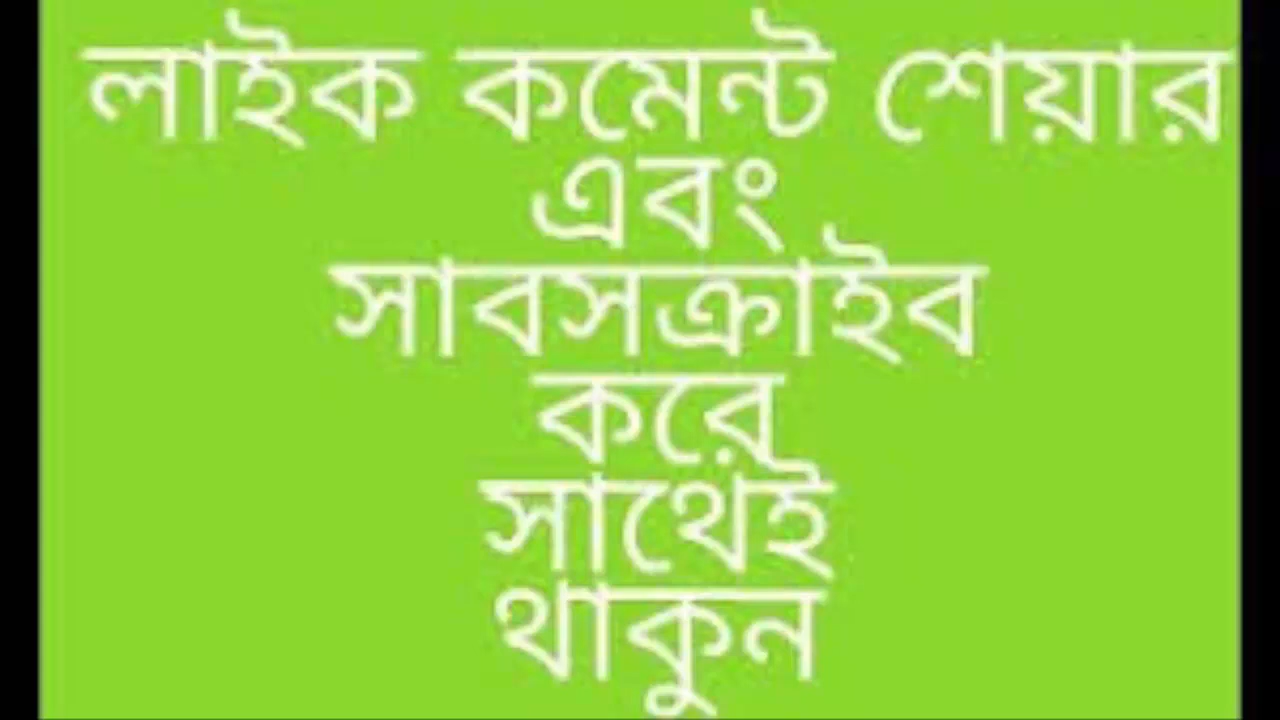 লাইক কমেন্ট শেয়ার
এবং
সাবসক্রাইব
করে
সাথেই
থাকুন